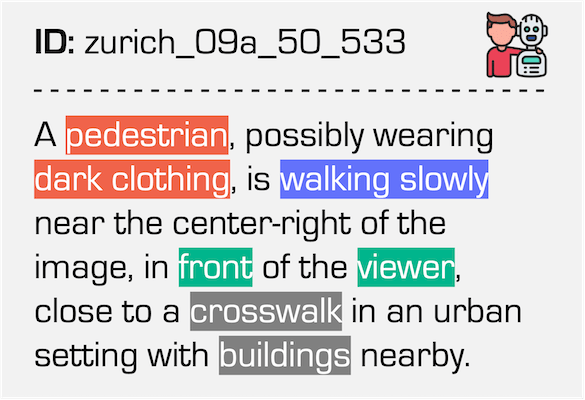 ID: zurich_09a_50_533
A pedestrian, possibly wearing
dark clothing, is walking slowly
near the center-right of the
image, in front of the viewer,
close to a crosswalk in an urban
setting with buildings nearby.